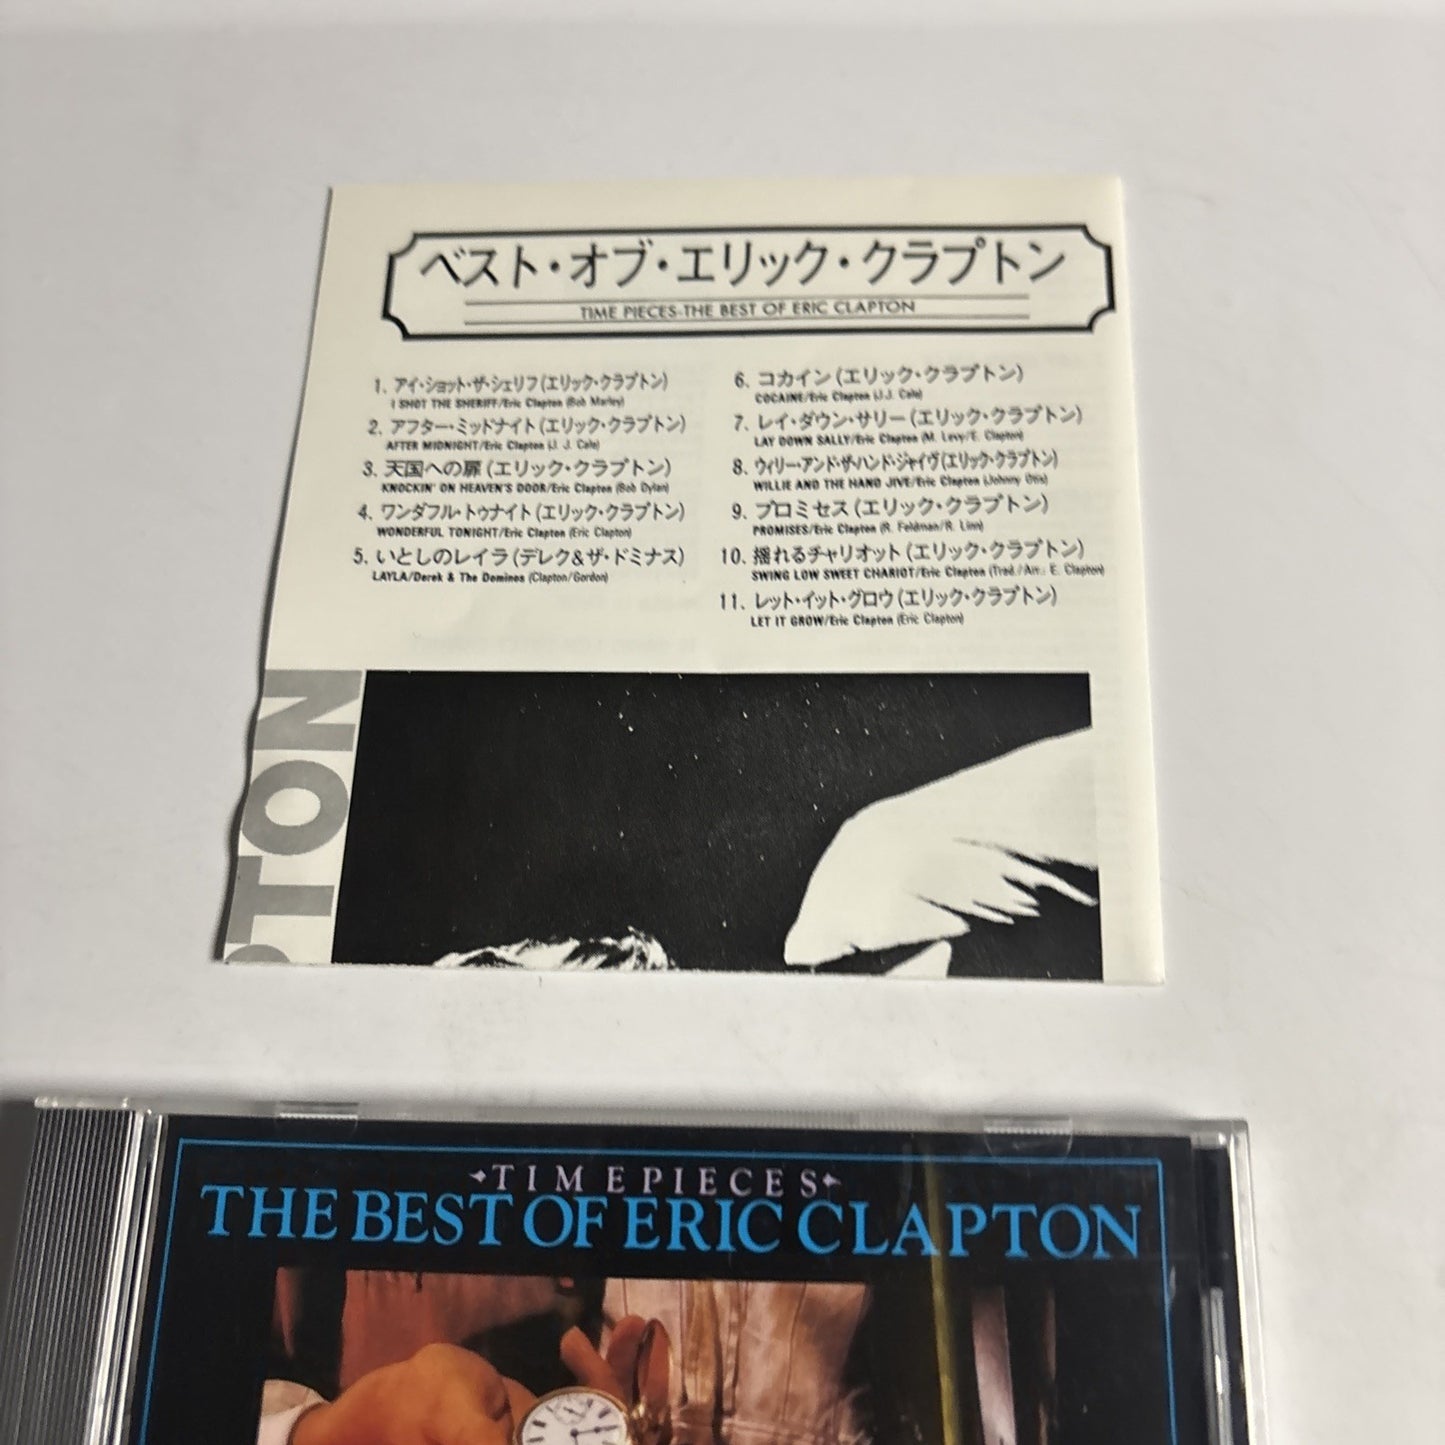 ベスト・オブ・エリック・クラプトン
TIME PIECES-THE BEST OF ERIC CLAPTON
1. アイ・ショット・ザ・シェリフ(エリック・クラプトン)
I SHOT THE SHERIFF/Eric Clapton (Bob Marley)
2. アフター・ミッドナイト(エリック・クラプトン)
AFTER MIDNIGHT/Eric Clapton (J. J. Cale)
3. 天国への扉(エリック・クラプトン)
KNOCKIN' ON HEAVEN'S DOOR/Eric Clapton (Bob Dylan)
4. ワンダフル・トゥナイト(エリック・クラプトン)
WONDERFUL TONIGHT/Eric Clapton (Eric Clapton)
5. いとしのレイラ(デレク&ザ・ドミナス)
LAYLA/Derek & The Dominos (Clapton/Gordon)
6. コカイン(エリック・クラプトン)
COCAINE/Eric Clapton (J.J. Cale)
7. レイ・ダウン・サリー(エリック・クラプトン)
LAY DOWN SALLY/Eric Clapton (M. Levy/E. Clapton)
8. ウィリー・アンド・ザ・ハンド・ジャイヴ(エリック・クラプトン)
WILLIE AND THE HAND JIVE/Eric Clapton (Johnny Otis)
9. プロミセス(エリック・クラプトン)
PROMISES/Eric Clapton (R. Feldman/R. Linn)
10. 揺れるチャリオット(エリック・クラプトン)
SWING LOW SWEET CHARIOT/Eric Clapton (Trad./Arr.: E. Clapton)
11. レット・イット・グロウ(エリック・クラプトン)
LET IT GROW/Eric Clapton (Eric Clapton)
PTON
TIMEPIECES
THE BEST OF ERIC CLAPTON